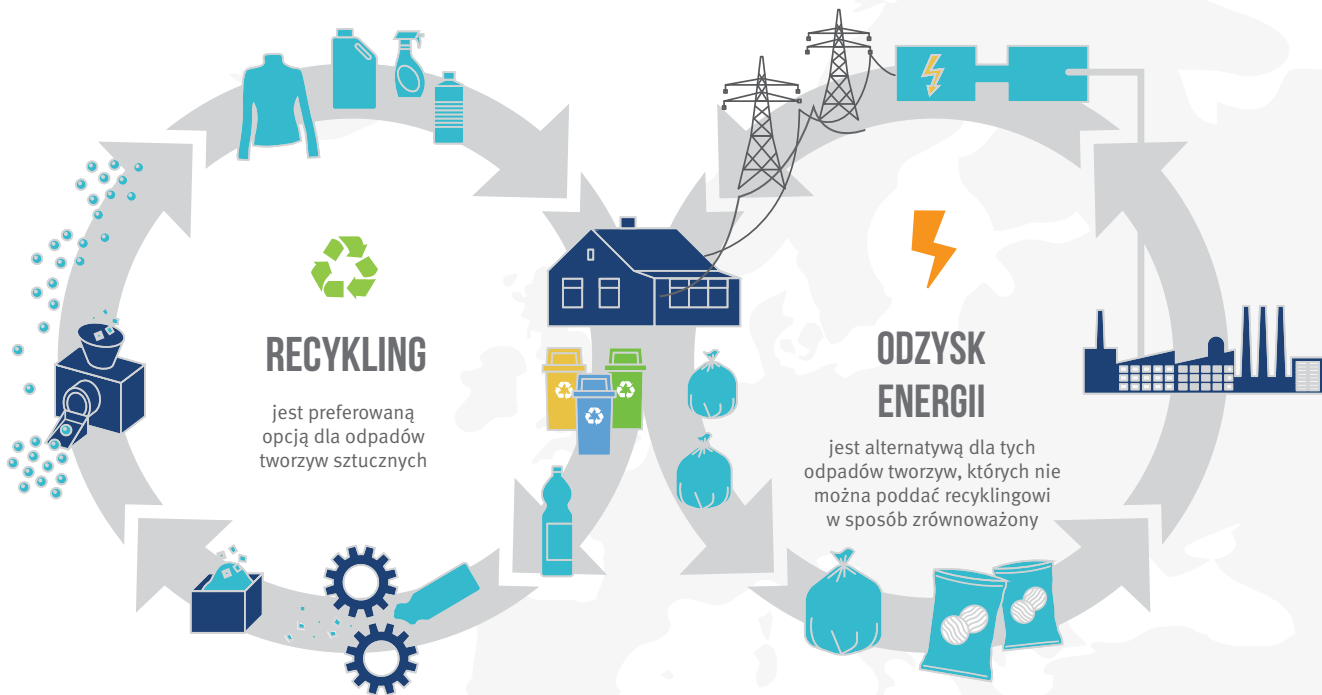 RECYKLING
jest preferowaną
opcją dla odpadów
tworzyw sztucznych
ODZYSK
ENERGII
jest alternatywą dla tych
odpadów tworzyw, których nie
można poddać recyklingowi
w sposób zrównoważony